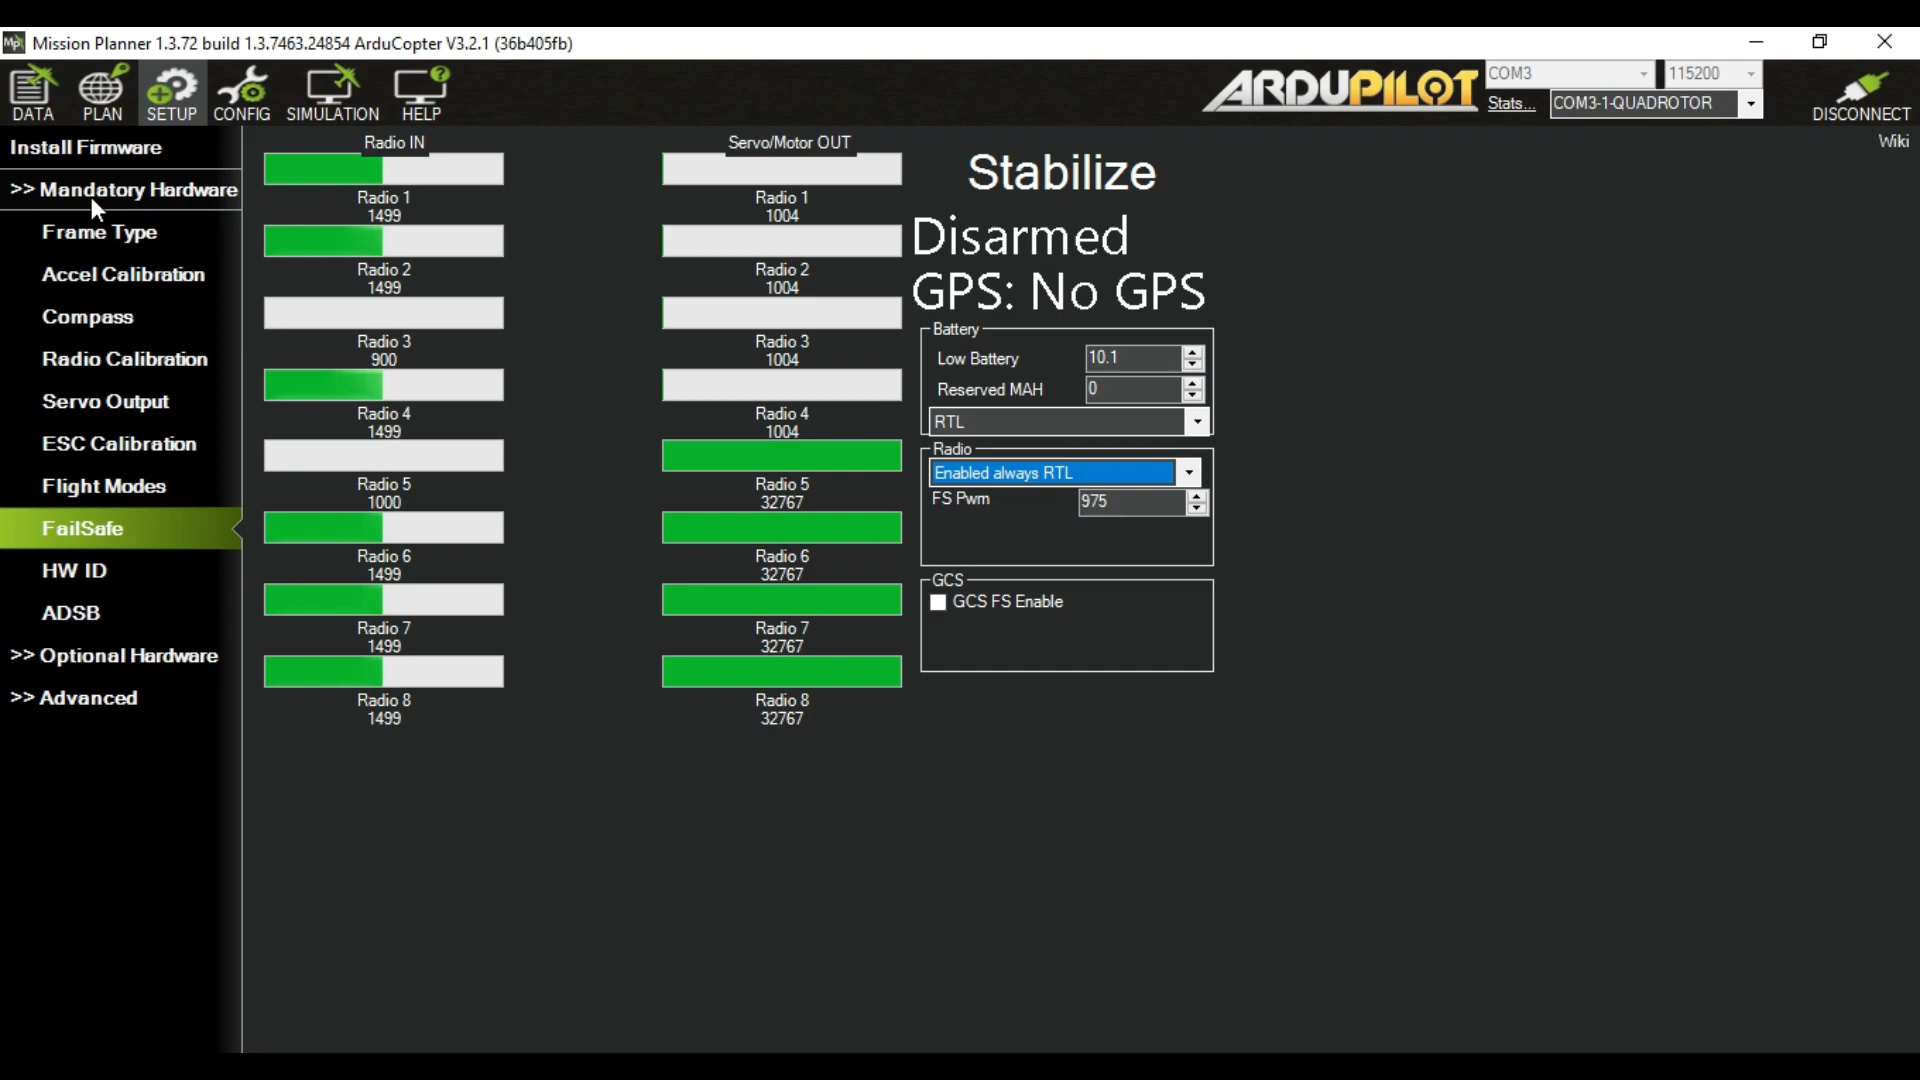 Mission Planner 1.3.72 build 1.3.7463.24854 ArduCopter V3.2.1 (36b405fb)
DATA
PLAN
SETUP
CONFIG
SIMULATION
HELP
ARDUPILOT
COM3
115200
Stats...
COM3-1-QUADROTOR
DISCONNECT
Install Firmware
>> Mandatory Hardware
Frame Type
Accel Calibration
Compass
Radio Calibration
Servo Output
ESC Calibration
Flight Modes
FailSafe
HW ID
ADSB
>> Optional Hardware
>> Advanced
Radio IN
Radio 1
1499
Radio 2
1499
Radio 3
900
Radio 4
1499
Radio 5
1000
Radio 6
1499
Radio 7
1499
Radio 8
1499
Servo/Motor OUT
Radio 1
1004
Radio 2
1004
Radio 3
1004
Radio 4
1004
Radio 5
32767
Radio 6
32767
Radio 7
32767
Radio 8
32767
Wiki
Stabilize
Disarmed
GPS: No GPS
Battery
Low Battery 10.1
Reserved MAH 0
RTL
Radio
Enabled always RTL
FS Pwm 975
GCS
GCS FS Enable